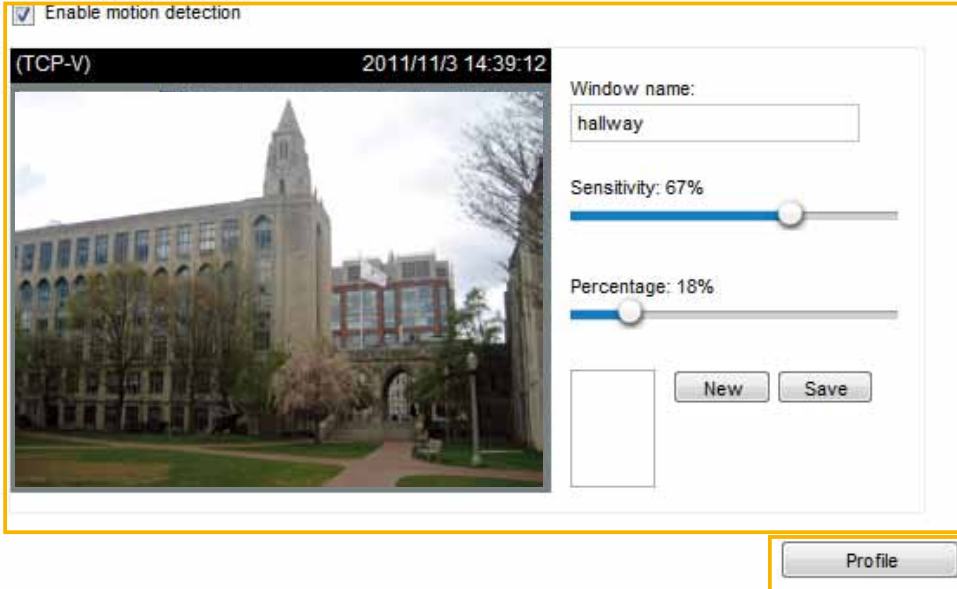 Enable motion detection
(TCP-V) 2011/11/3 14:39:12
Window name:
hallway
Sensitivity: 67%
Percentage: 18%
New Save
Profile